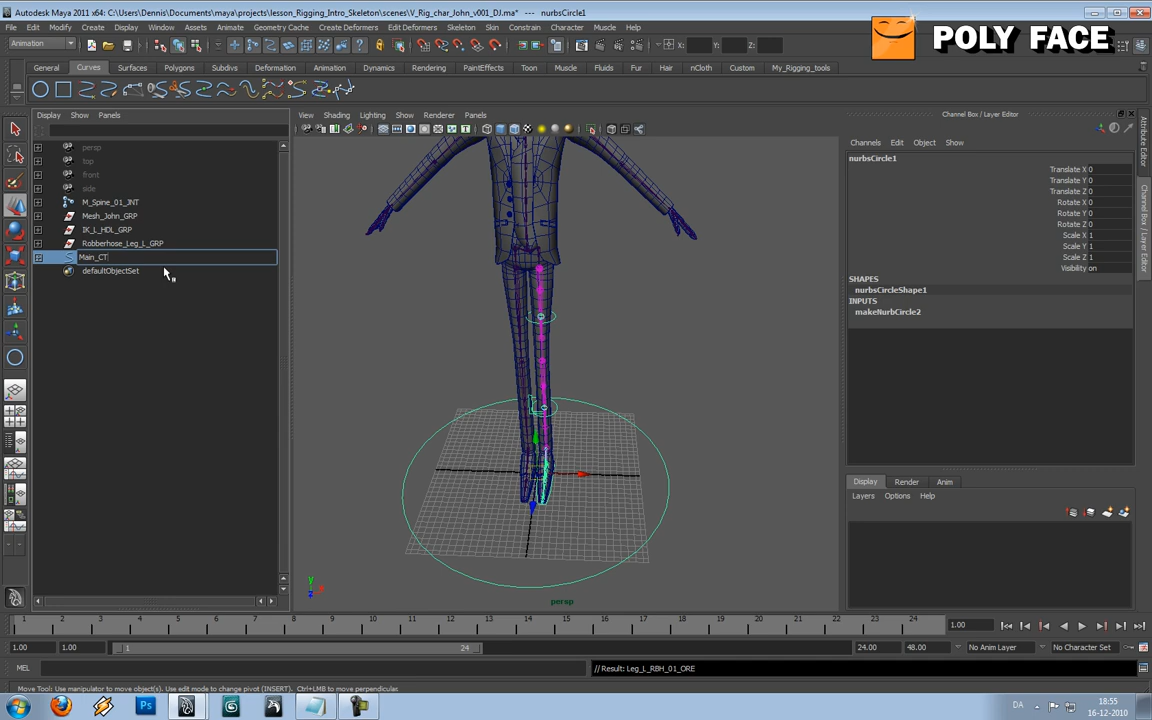 Autodesk Maya 2011 x64: C:\Users\Dennis\Documents\maya\projects\lesson_Rigging_Intro_Skeleton\scenes\V_Rig_char_John_v001_DJ.ma*  ---  nurbsCircle1
File Edit Modify Create Display Window Assets Animate Geometry Cache Create Deformers Edit Deformers Skeleton Skin Constrain Character Muscle Help
POLY FACE
Animation X: Y: Z:
General Curves Surfaces Polygons Subdivs Deformation Animation Dynamics Rendering PaintEffects Toon Muscle Fluids Fur Hair nCloth Custom My_Rigging_tools
Display Show Panels
View Shading Lighting Show Renderer Panels
Channel Box / Layer Editor
Channels Edit Object Show
Attribute Editor
Channel Box / Layer Editor
persp
top
front
side
M_Spine_01_JNT
Mesh_John_GRP
IK_L_HDL_GRP
Robberhose_Leg_L_GRP
Main_CT
defaultObjectSet
nurbsCircle1
Translate X 0
Translate Y 0
Translate Z 0
Rotate X 0
Rotate Y 0
Rotate Z 0
Scale X 1
Scale Y 1
Scale Z 1
Visibility on
SHAPES
nurbsCircleShape1
INPUTS
makeNurbCircle2
Display Render Anim
Layers Options Help
y
x
z
persp
1 2 3 4 5 6 7 8 9 10 11 12 13 14 15 16 17 18 19 20 21 22 23 24
1.00
1.00 1.00 1 24 24.00 48.00 No Anim Layer No Character Set
MEL // Result: Leg_L_RBH_01_ORE
Move Tool: Use manipulator to move object(s). Use edit mode to change pivot (INSERT). Ctrl+LMB to move perpendicular.
Ps
DA
18:55
16-12-2010